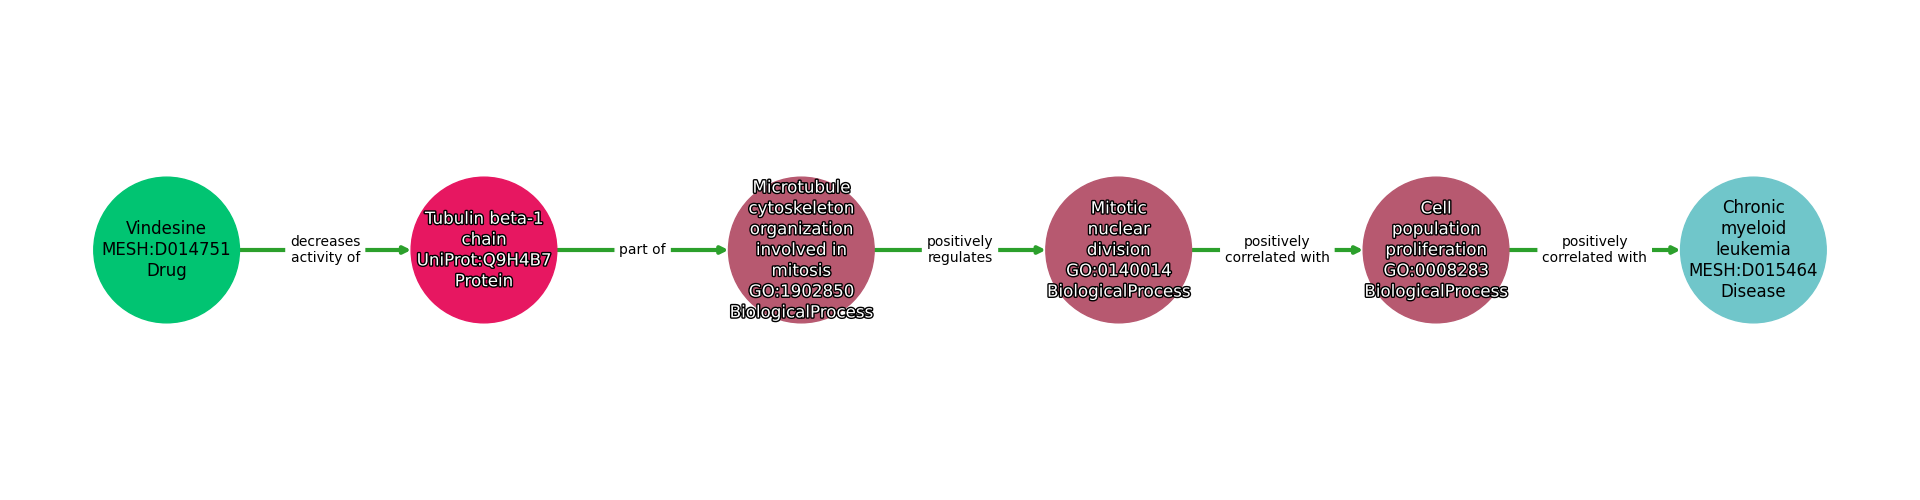 Vindesine
MESH:D014751
Drug
decreases
activity of
Tubulin beta-1
chain
UniProt:Q9H4B7
Protein
part of
Microtubule
cytoskeleton
organization
involved in
mitosis
GO:1902850
BiologicalProcess
positively
regulates
Mitotic
nuclear
division
GO:0140014
BiologicalProcess
positively
correlated with
Cell
population
proliferation
GO:0008283
BiologicalProcess
positively
correlated with
Chronic
myeloid
leukemia
MESH:D015464
Disease